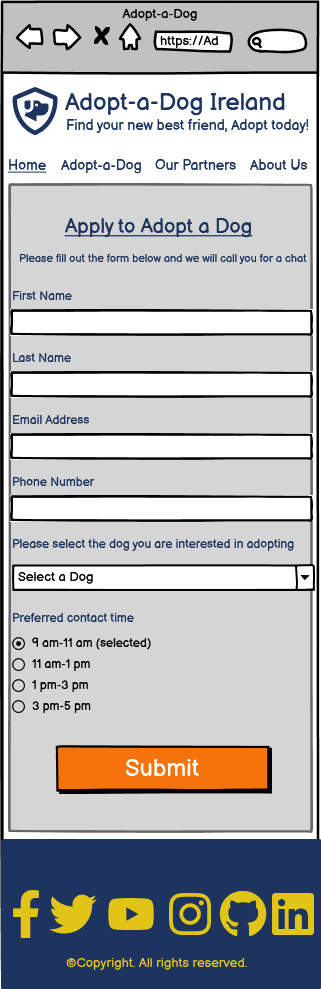 Adopt-a-Dog
https://Ad
Adopt-a-Dog Ireland
Find your new best friend, Adopt today!
Home Adopt-a-Dog Our Partners About Us
Apply to Adopt a Dog
Please fill out the form below and we will call you for a chat
First Name
Last Name
Email Address
Phone Number
Please select the dog you are interested in adopting
Select a Dog
Preferred contact time
9 am-11 am (selected)
11 am-1 pm
1 pm-3 pm
3 pm-5 pm
Submit
©Copyright. All rights reserved.